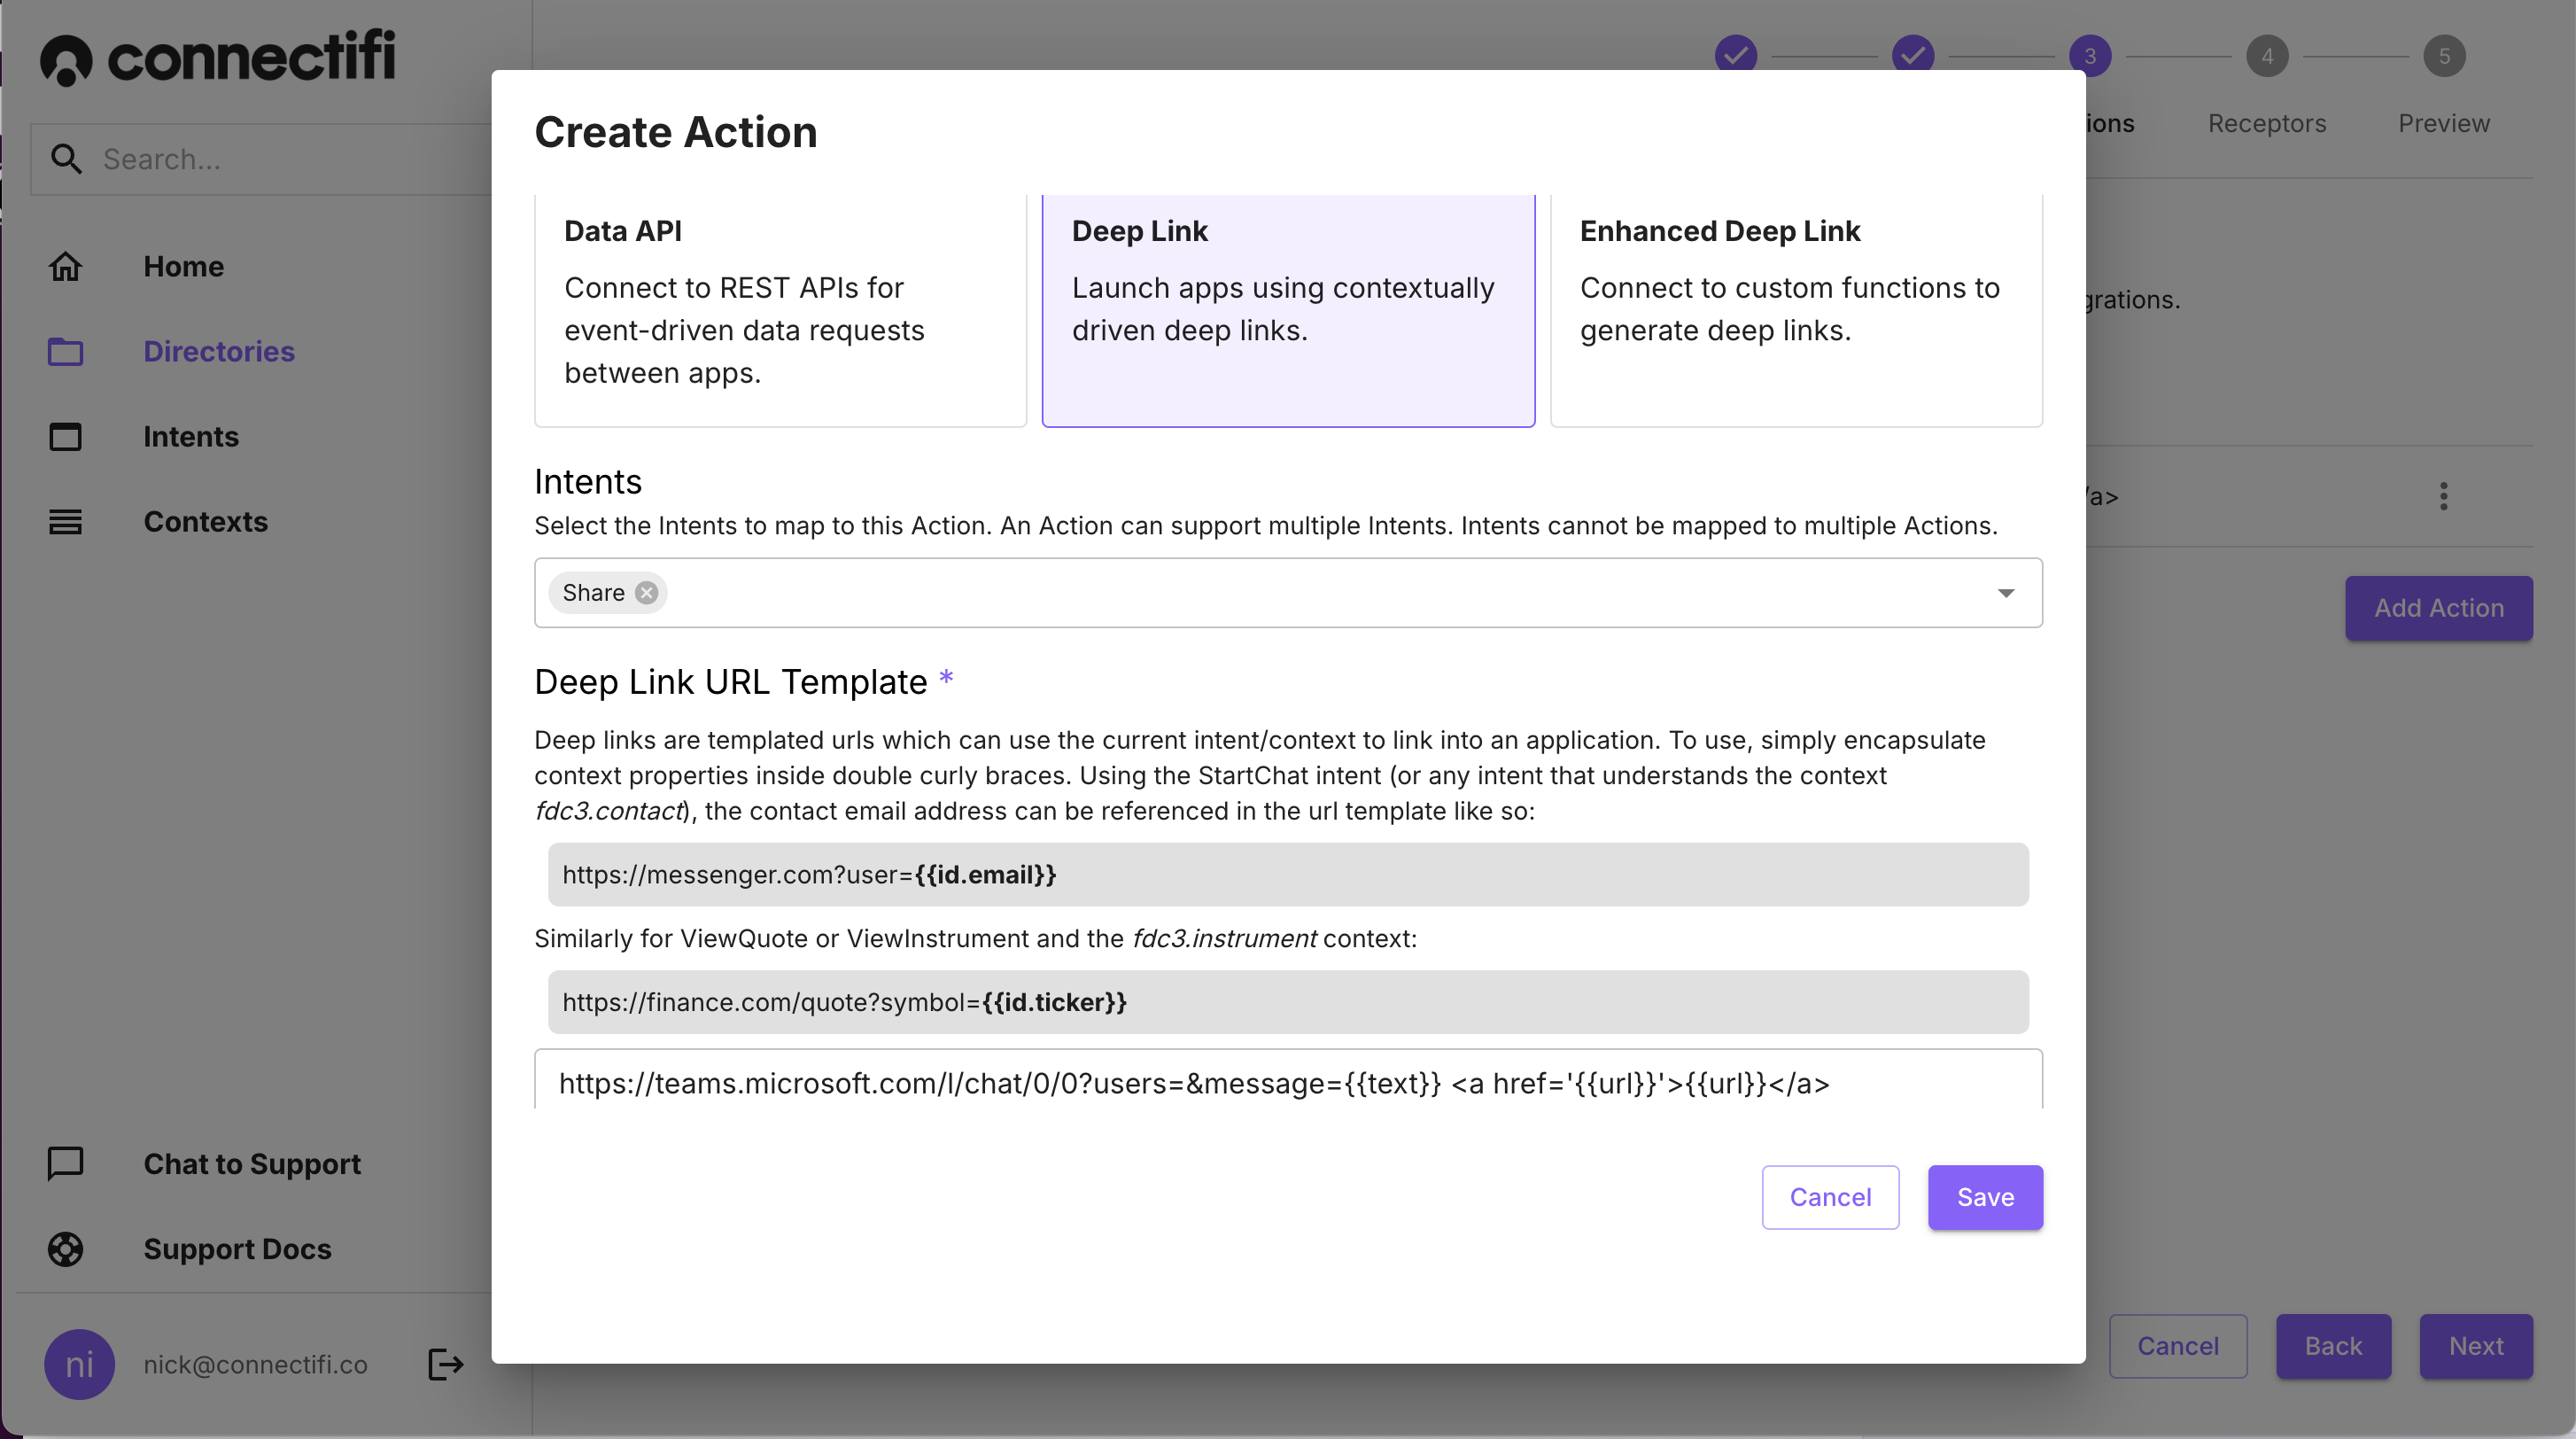 connectifi
Search...
Home
Directories
Intents
Contexts
Chat to Support
Support Docs
ni
nick@connectifi.co
3
4
5
ions
Receptors
Preview
grations.
/a>
Add Action
Create Action
Data API
Connect to REST APIs for
event-driven data requests
between apps.
Deep Link
Launch apps using contextually
driven deep links.
Enhanced Deep Link
Connect to custom functions to
generate deep links.
Intents
Select the Intents to map to this Action. An Action can support multiple Intents. Intents cannot be mapped to multiple Actions.
Share
Deep Link URL Template *
Deep links are templated urls which can use the current intent/context to link into an application. To use, simply encapsulate
context properties inside double curly braces. Using the StartChat intent (or any intent that understands the context
fdc3.contact), the contact email address can be referenced in the url template like so:
https://messenger.com?user={{id.email}}
Similarly for ViewQuote or ViewInstrument and the fdc3.instrument context:
https://finance.com/quote?symbol={{id.ticker}}
https://teams.microsoft.com/l/chat/0/0?users=&message={{text}} <a href='{{url}}'>{{url}}</a>
Cancel
Save
Cancel
Back
Next